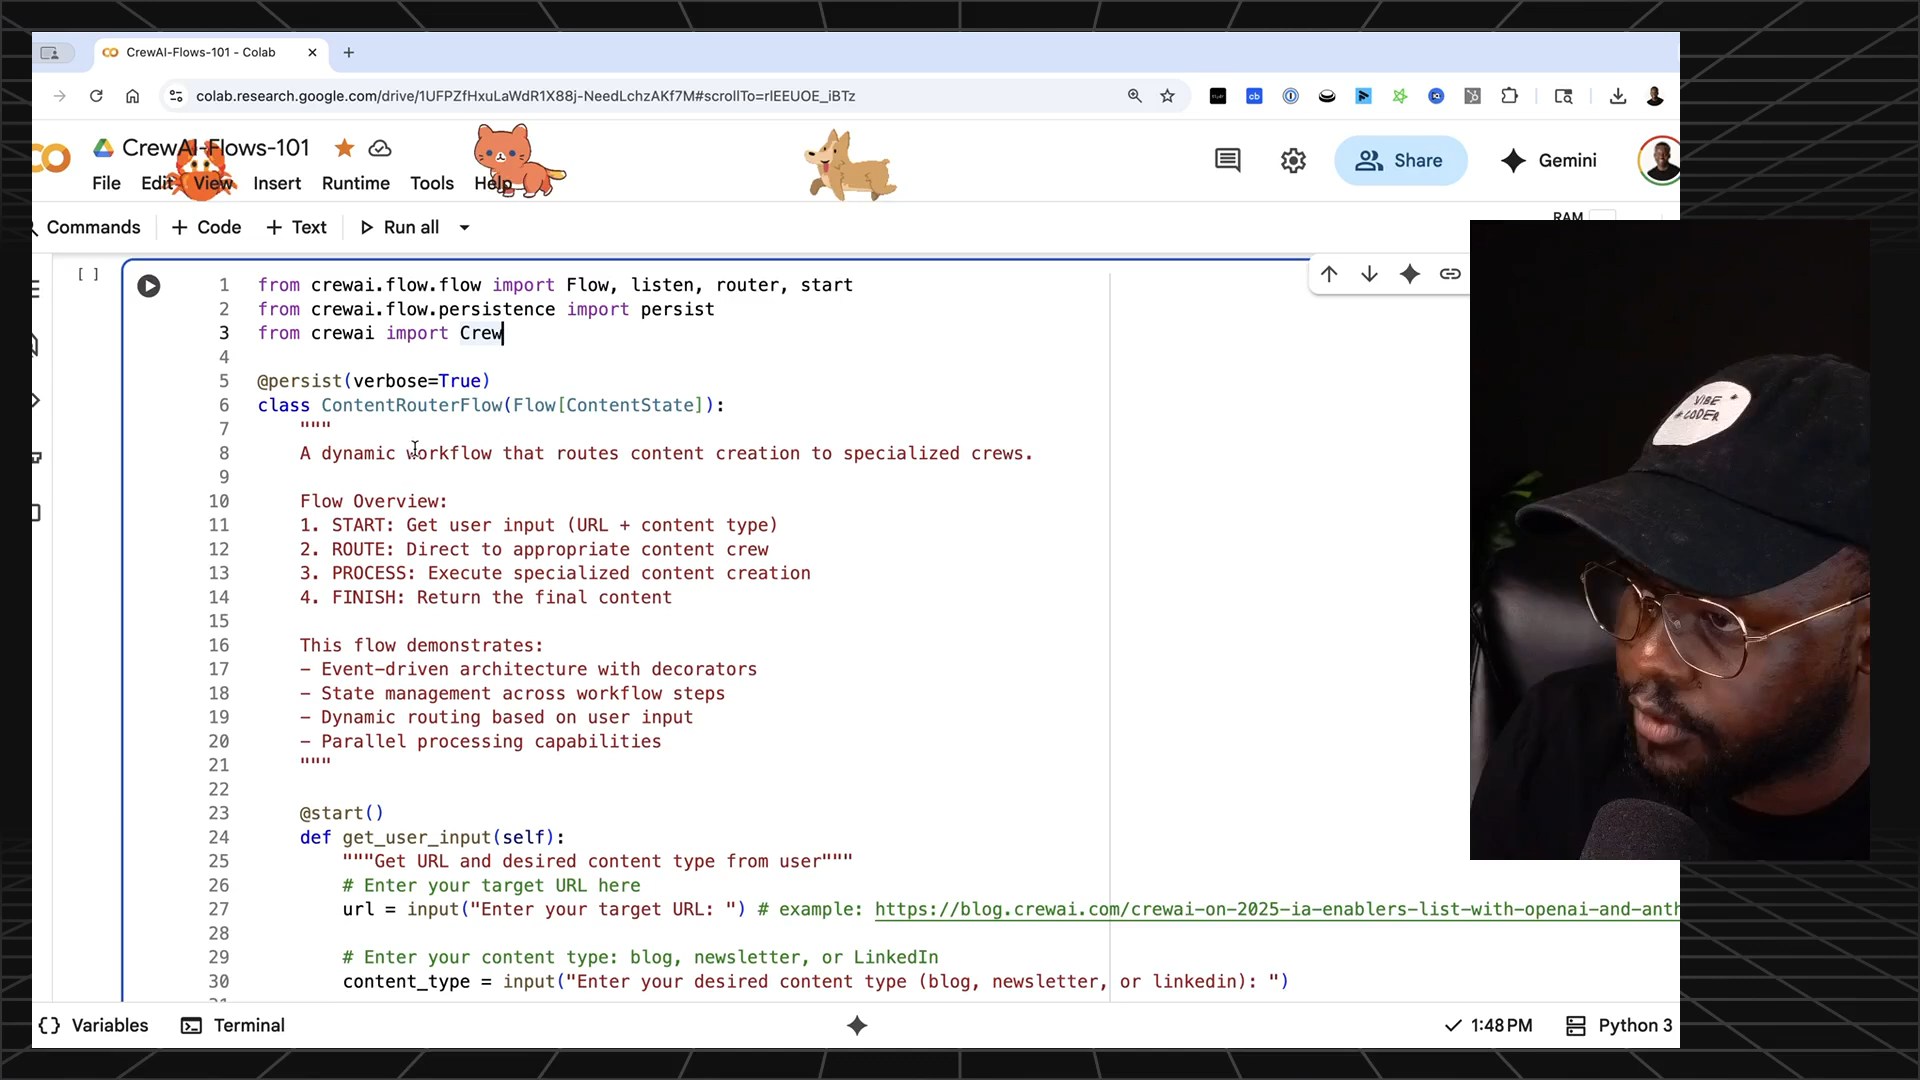 CrewAI-Flows-101 - Colab
colab.research.google.com/drive/1UFPZfHxuLaWdR1X88j-NeedLchzAKf7M#scrollTo=rIEEUOE_iBTz
CrewAI-Flows-101
File Edit View Insert Runtime Tools Help
Share
Gemini
Commands + Code + Text Run all
RAM
[ ]
1 from crewai.flow.flow import Flow, listen, router, start
2 from crewai.flow.persistence import persist
3 from crewai import Crew
4
5 @persist(verbose=True)
6 class ContentRouterFlow(Flow[ContentState]):
7 """
8 A dynamic workflow that routes content creation to specialized crews.
9
10 Flow Overview:
11 1. START: Get user input (URL + content type)
12 2. ROUTE: Direct to appropriate content crew
13 3. PROCESS: Execute specialized content creation
14 4. FINISH: Return the final content
15
16 This flow demonstrates:
17 - Event-driven architecture with decorators
18 - State management across workflow steps
19 - Dynamic routing based on user input
20 - Parallel processing capabilities
21 """
22
23 @start()
24 def get_user_input(self):
25 """Get URL and desired content type from user"""
26 # Enter your target URL here
27 url = input("Enter your target URL: ") # example: https://blog.crewai.com/crewai-on-2025-ia-enablers-list-with-openai-and-anth
28
29 # Enter your content type: blog, newsletter, or LinkedIn
30 content_type = input("Enter your desired content type (blog, newsletter, or linkedin): ")
VIBE
CODER
Variables
Terminal
1:48 PM
Python 3